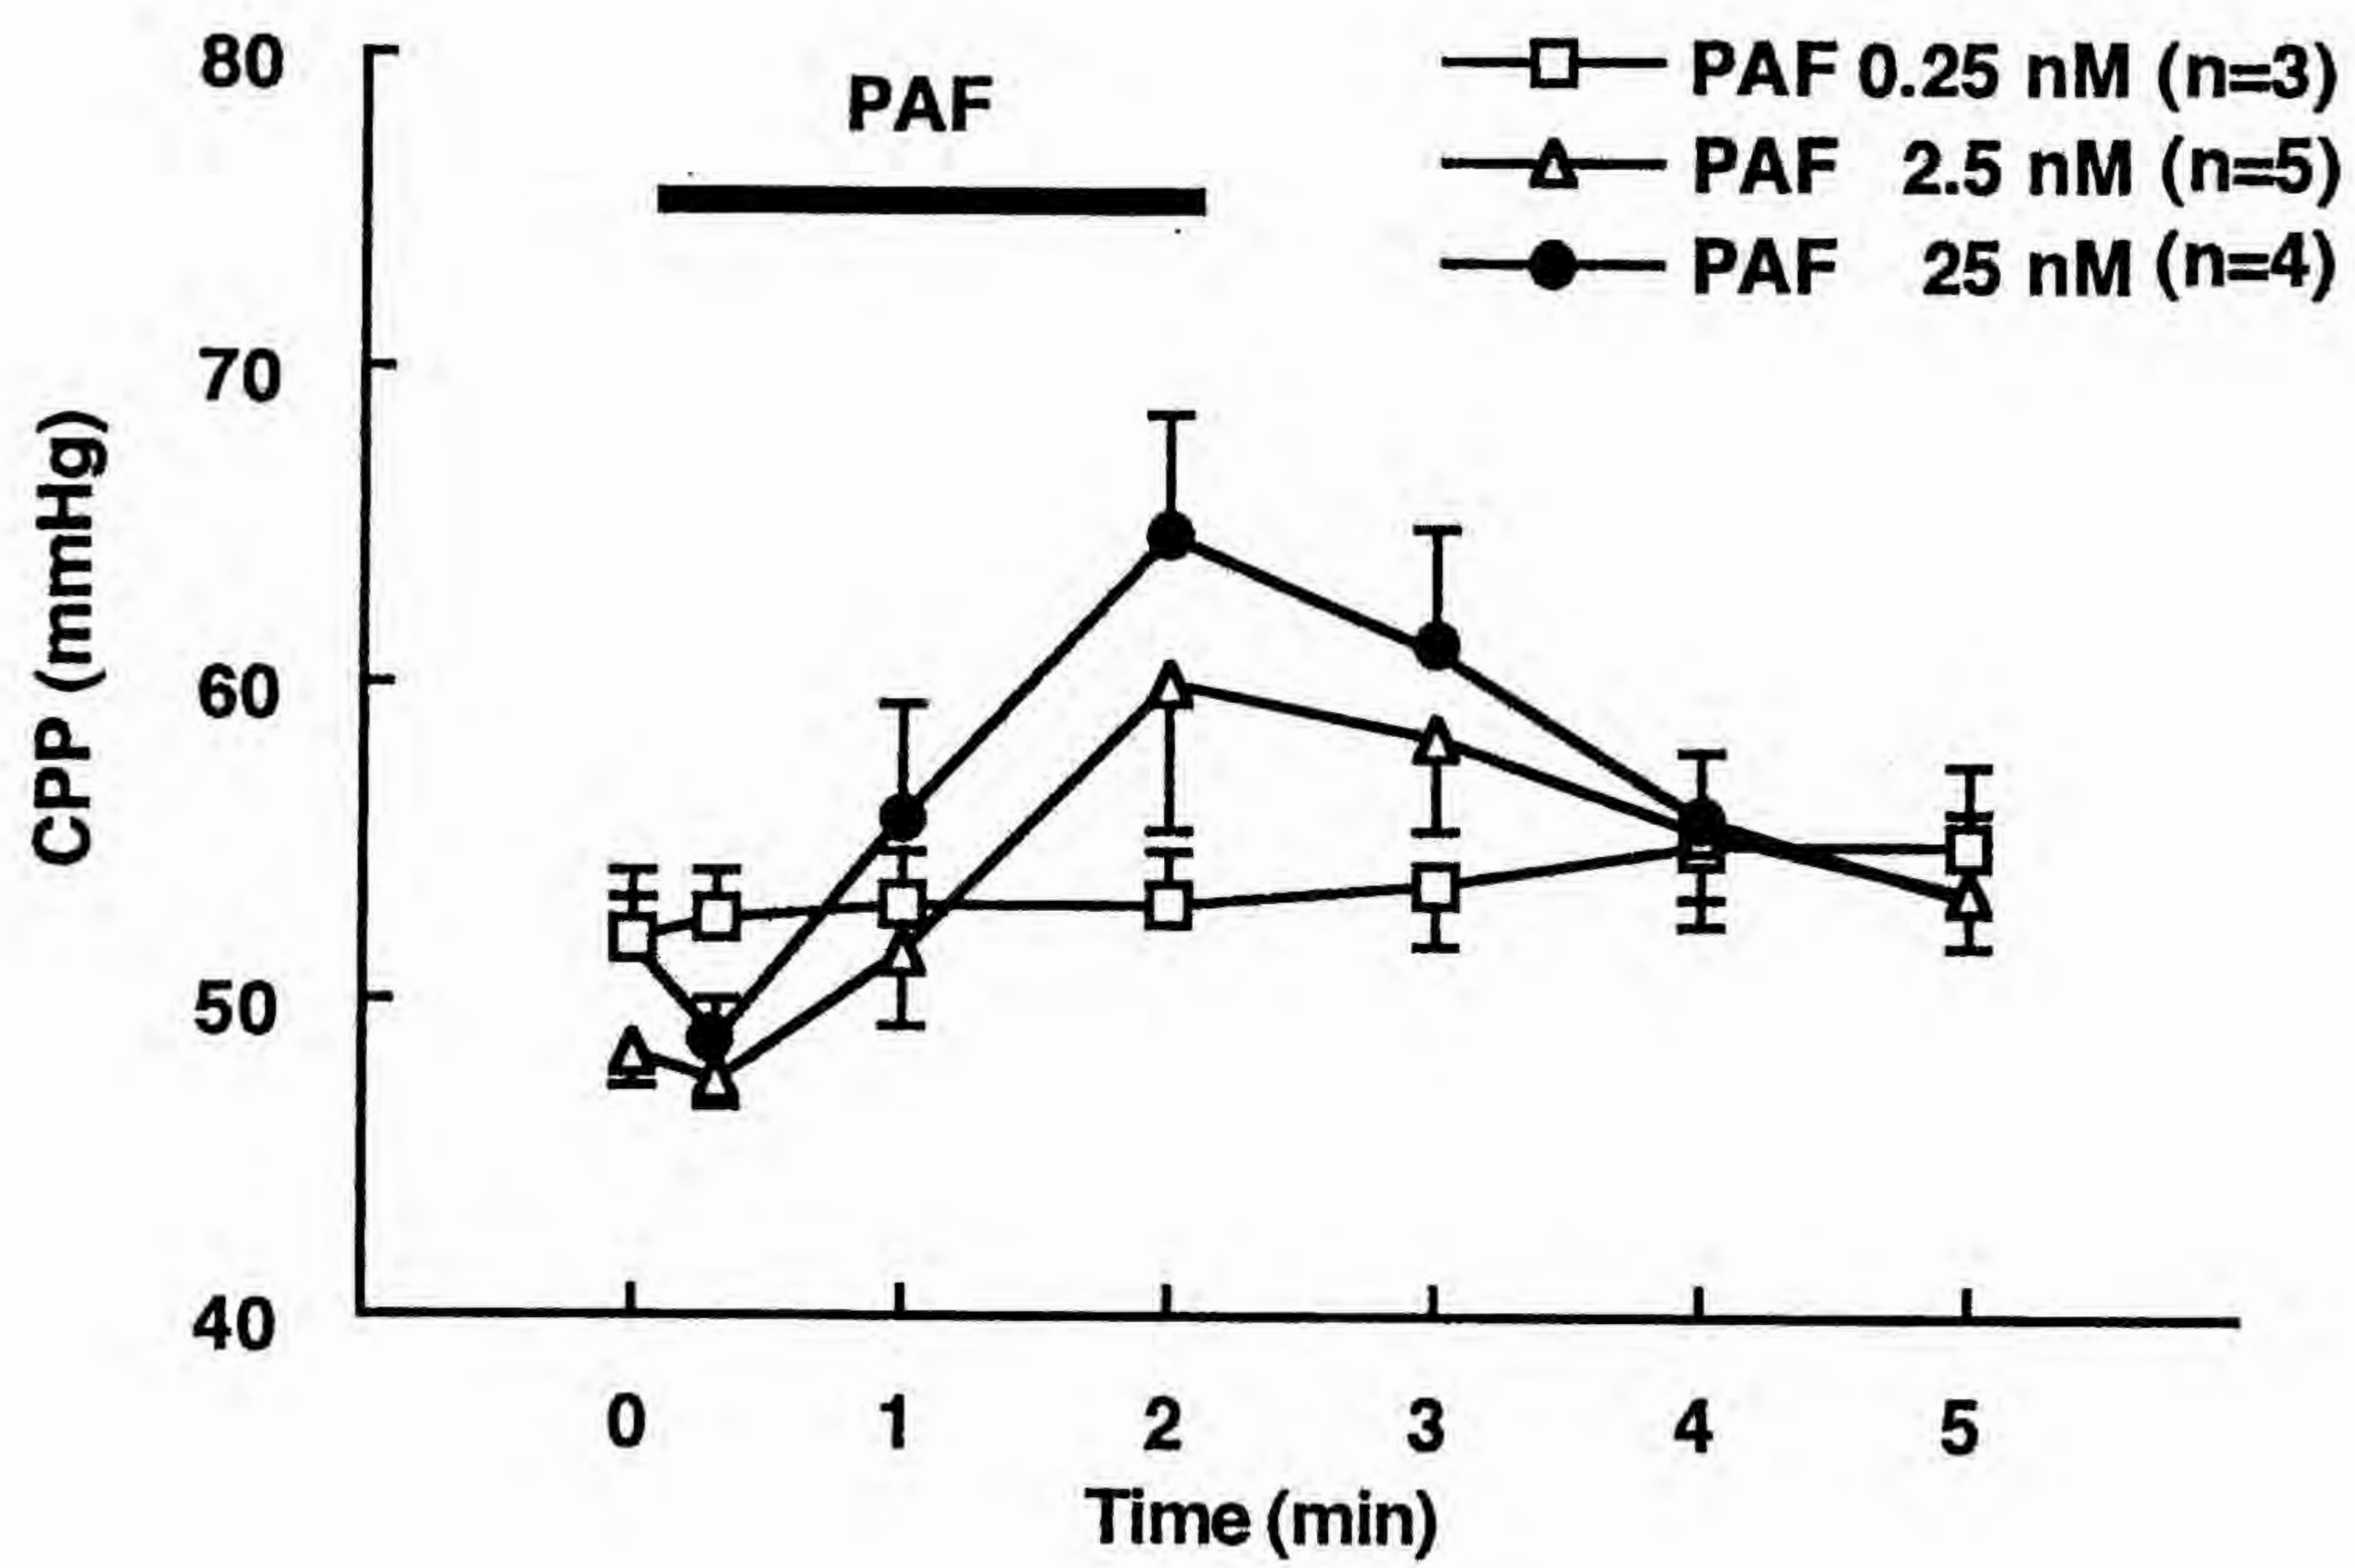 PAF
PAF 0.25 nM (n=3)
PAF 2.5 nM (n=5)
PAF 25 nM (n=4)
CPP (mmHg)
80
70
60
50
40
0 1 2 3 4 5
Time (min)